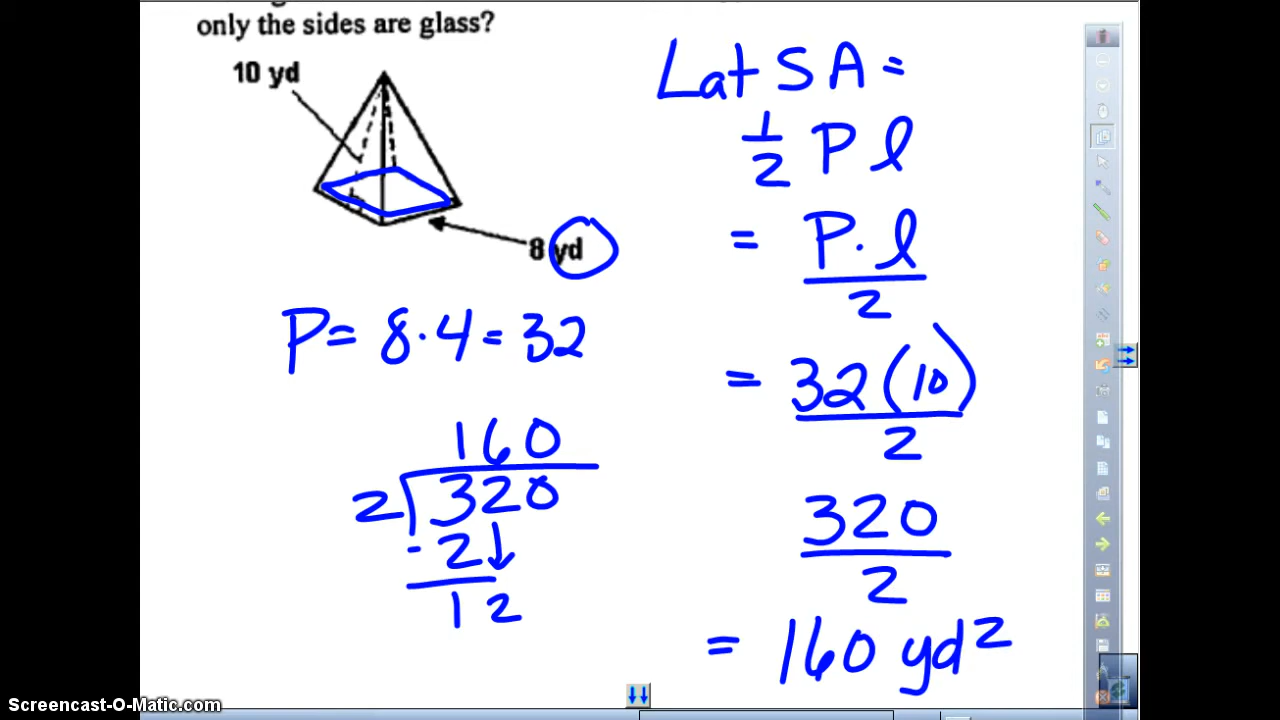 only the sides are glass?
10 yd
8 yd
P = 8 · 4 = 32
160
2 320
- 2
12
Lat SA =
1/2 P l
= P · l
2
= 32 (10)
2
320
2
= 160 yd²
Screencast-O-Matic.com